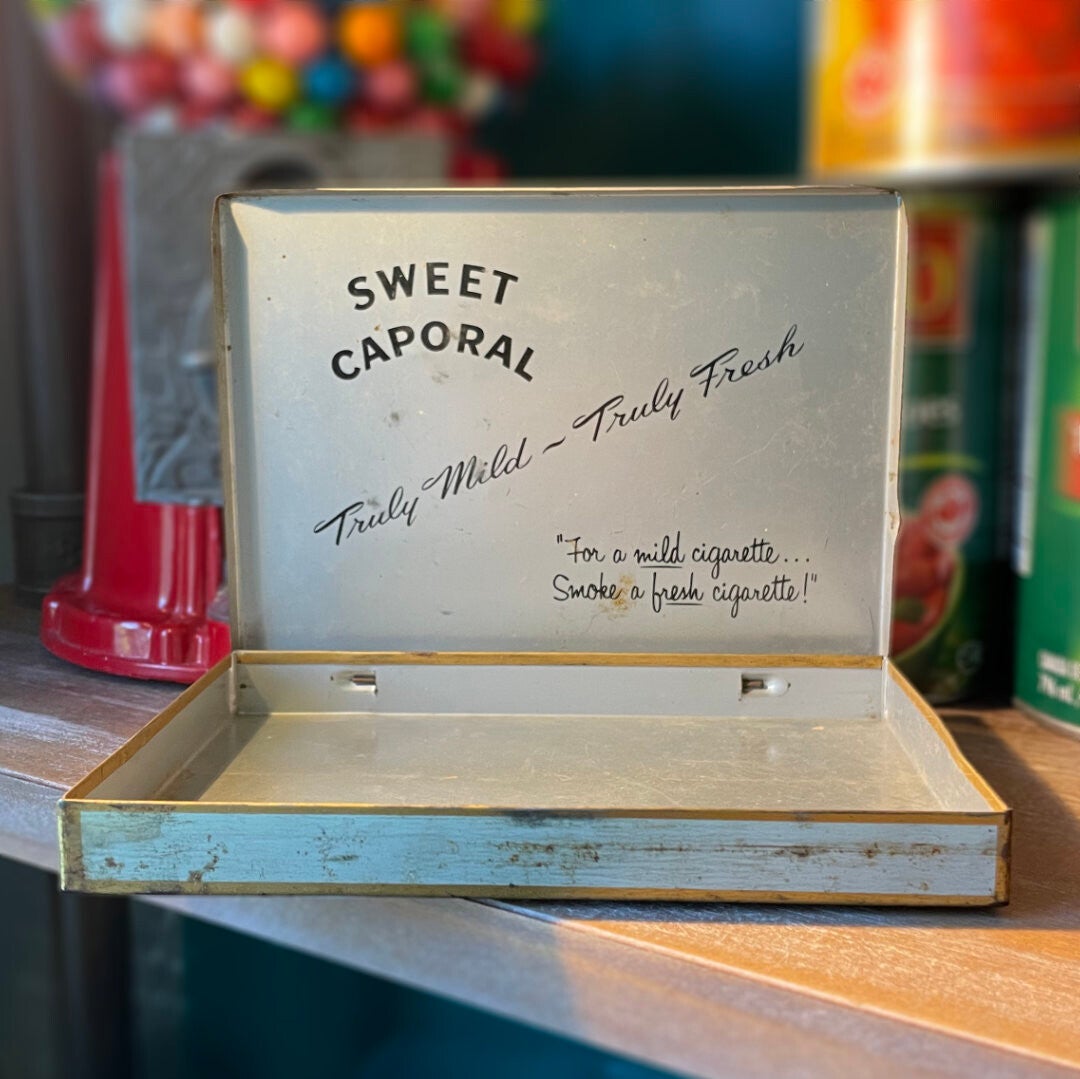 SWEET
CAPORAL
Truly Mild ~ Truly Fresh
"For a mild cigarette...
Smoke a fresh cigarette!"